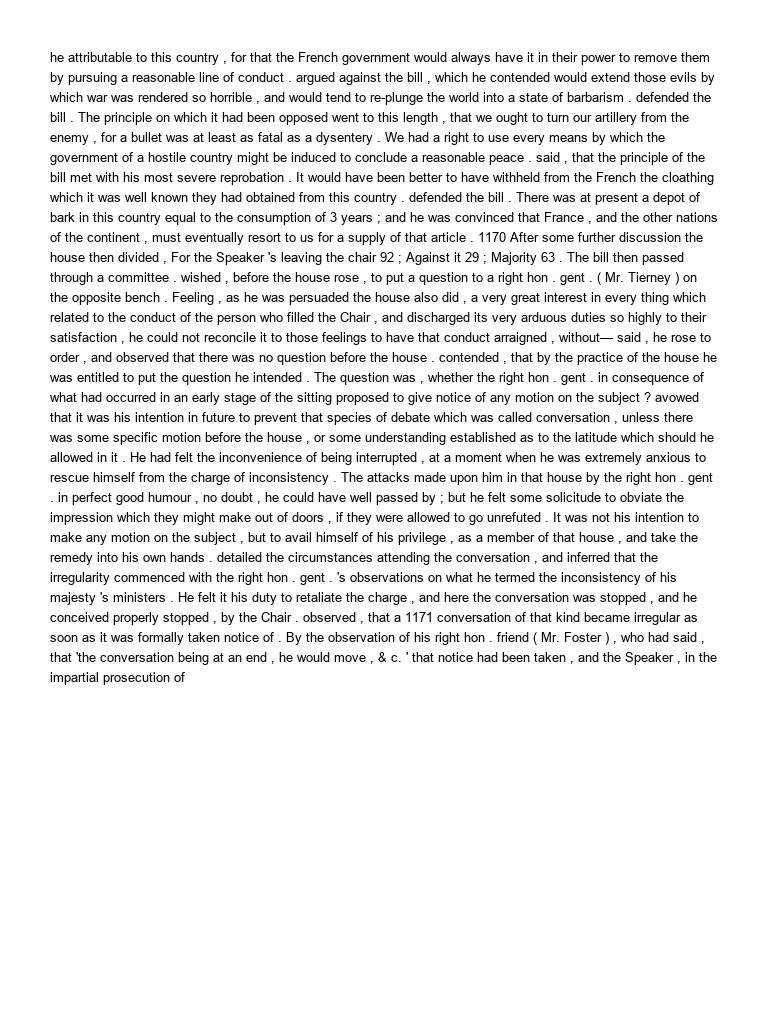 he attributable to this country , for that the French government would always have it in their power to remove them
by pursuing a reasonable line of conduct . argued against the bill , which he contended would extend those evils by
which war was rendered so horrible , and would tend to re-plunge the world into a state of barbarism . defended the
bill . The principle on which it had been opposed went to this length , that we ought to turn our artillery from the
enemy , for a bullet was at least as fatal as a dysentery . We had a right to use every means by which the
government of a hostile country might be induced to conclude a reasonable peace . said , that the principle of the
bill met with his most severe reprobation . It would have been better to have withheld from the French the cloathing
which it was well known they had obtained from this country . defended the bill . There was at present a depot of
bark in this country equal to the consumption of 3 years ; and he was convinced that France , and the other nations
of the continent , must eventually resort to us for a supply of that article . 1170 After some further discussion the
house then divided , For the Speaker 's leaving the chair 92 ; Against it 29 ; Majority 63 . The bill then passed
through a committee . wished , before the house rose , to put a question to a right hon . gent . ( Mr. Tierney ) on
the opposite bench . Feeling , as he was persuaded the house also did , a very great interest in every thing which
related to the conduct of the person who filled the Chair , and discharged its very arduous duties so highly to their
satisfaction , he could not reconcile it to those feelings to have that conduct arraigned , without— said , he rose to
order , and observed that there was no question before the house . contended , that by the practice of the house he
was entitled to put the question he intended . The question was , whether the right hon . gent . in consequence of
what had occurred in an early stage of the sitting proposed to give notice of any motion on the subject ? avowed
that it was his intention in future to prevent that species of debate which was called conversation , unless there
was some specific motion before the house , or some understanding established as to the latitude which should he
allowed in it . He had felt the inconvenience of being interrupted , at a moment when he was extremely anxious to
rescue himself from the charge of inconsistency . The attacks made upon him in that house by the right hon . gent
. in perfect good humour , no doubt , he could have well passed by ; but he felt some solicitude to obviate the
impression which they might make out of doors , if they were allowed to go unrefuted . It was not his intention to
make any motion on the subject , but to avail himself of his privilege , as a member of that house , and take the
remedy into his own hands . detailed the circumstances attending the conversation , and inferred that the
irregularity commenced with the right hon . gent . 's observations on what he termed the inconsistency of his
majesty 's ministers . He felt it his duty to retaliate the charge , and here the conversation was stopped , and he
conceived properly stopped , by the Chair . observed , that a 1171 conversation of that kind became irregular as
soon as it was formally taken notice of . By the observation of his right hon . friend ( Mr. Foster ) , who had said ,
that 'the conversation being at an end , he would move , & c. ' that notice had been taken , and the Speaker , in the
impartial prosecution of